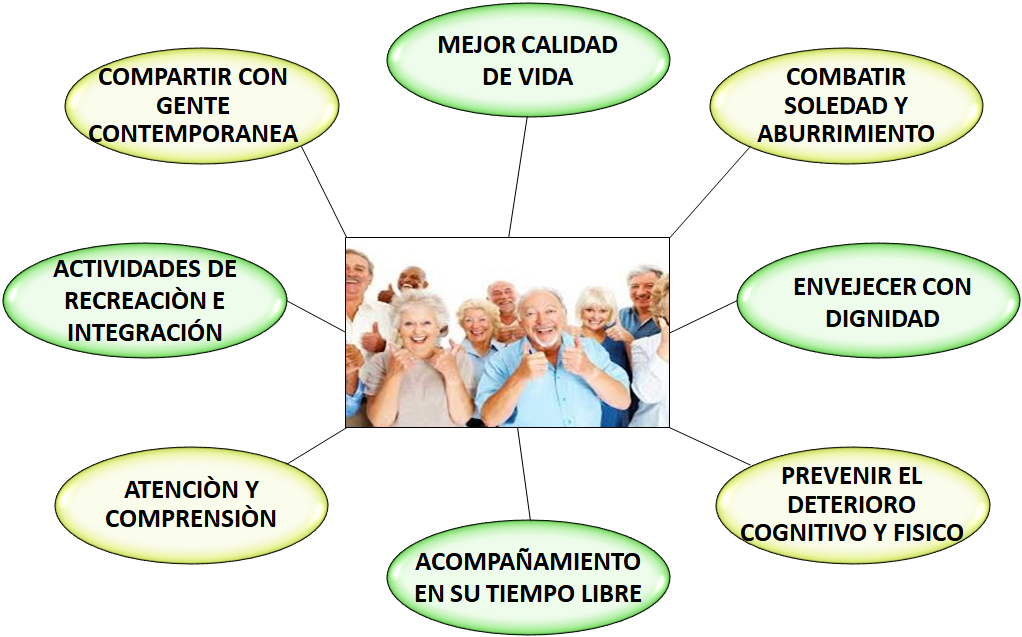 MEJOR CALIDAD
DE VIDA
COMPARTIR CON
GENTE
CONTEMPORANEA
COMBATIR
SOLEDAD Y
ABURRIMIENTO
ACTIVIDADES DE
RECREACIÒN E
INTEGRACIÓN
ENVEJECER CON
DIGNIDAD
ATENCIÒN Y
COMPRENSIÒN
PREVENIR EL
DETERIORO
COGNITIVO Y FISICO
ACOMPAÑAMIENTO
EN SU TIEMPO LIBRE